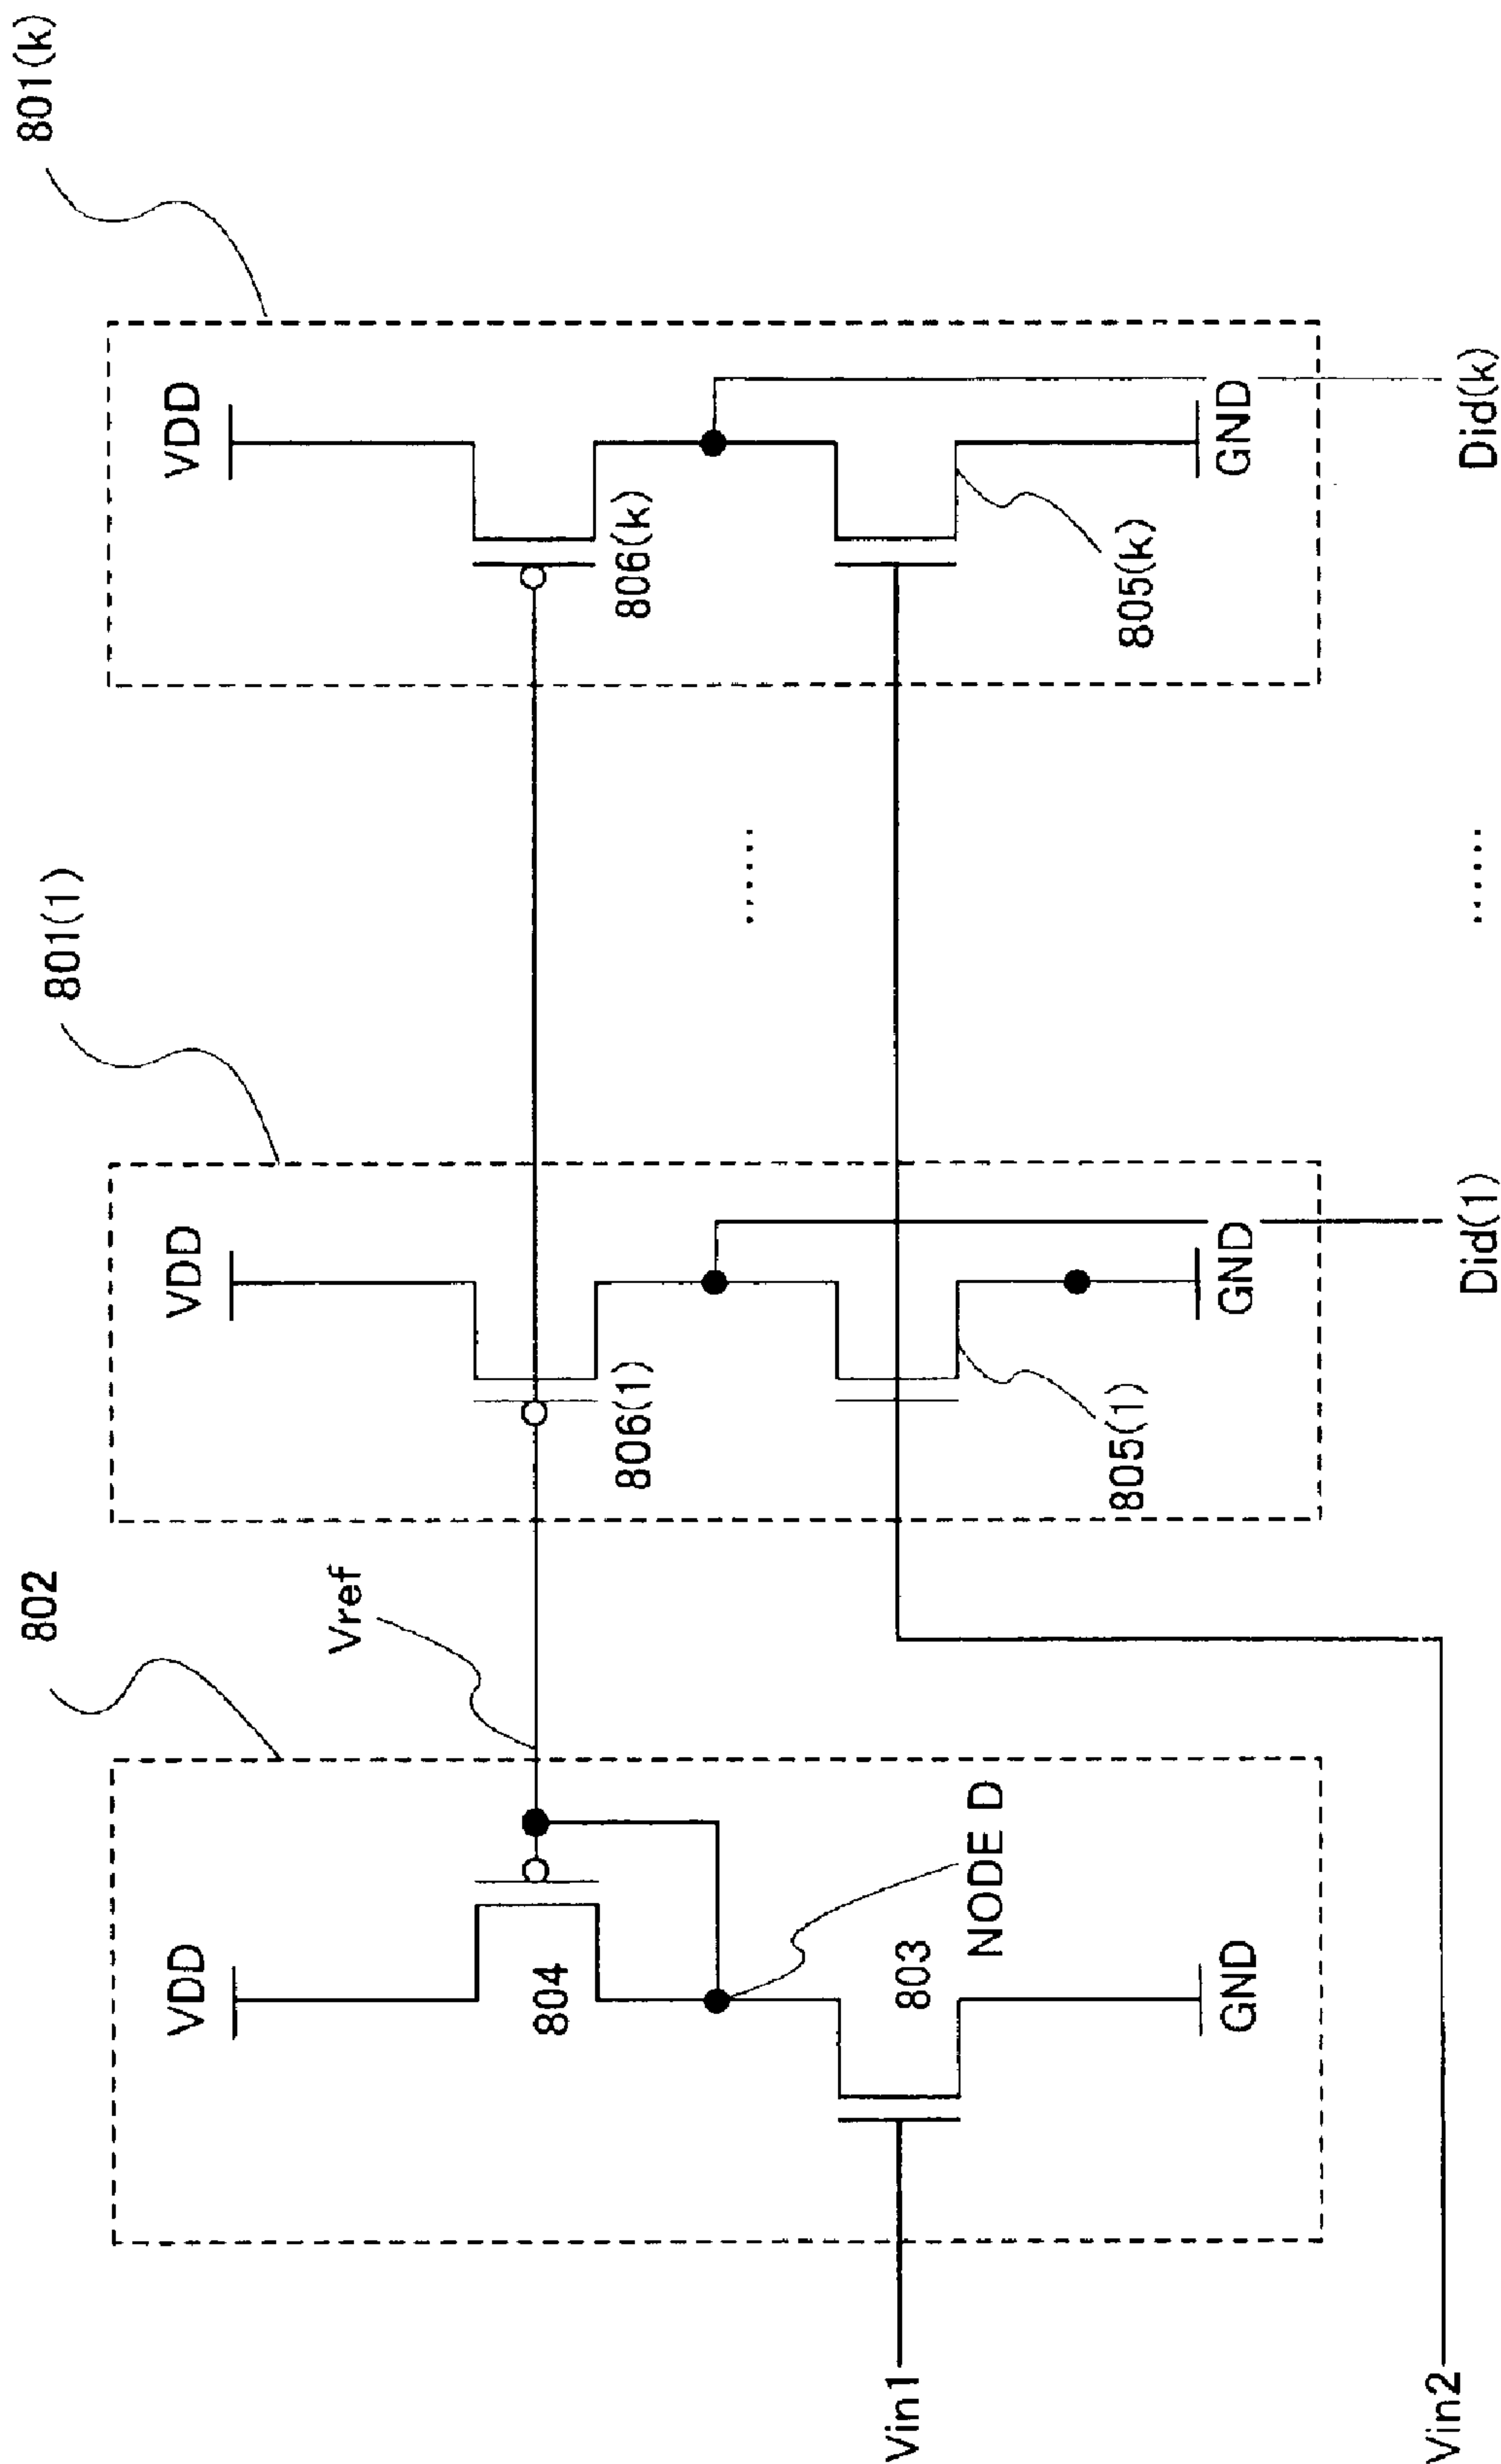 802
801(1)
801(k)
VDD
VDD
VDD
Vref
804
806(1)
806(k)
......
803
NODE D
805(1)
805(k)
GND
GND
GND
Vin1
Vin2
Did(1)
......
Did(k)